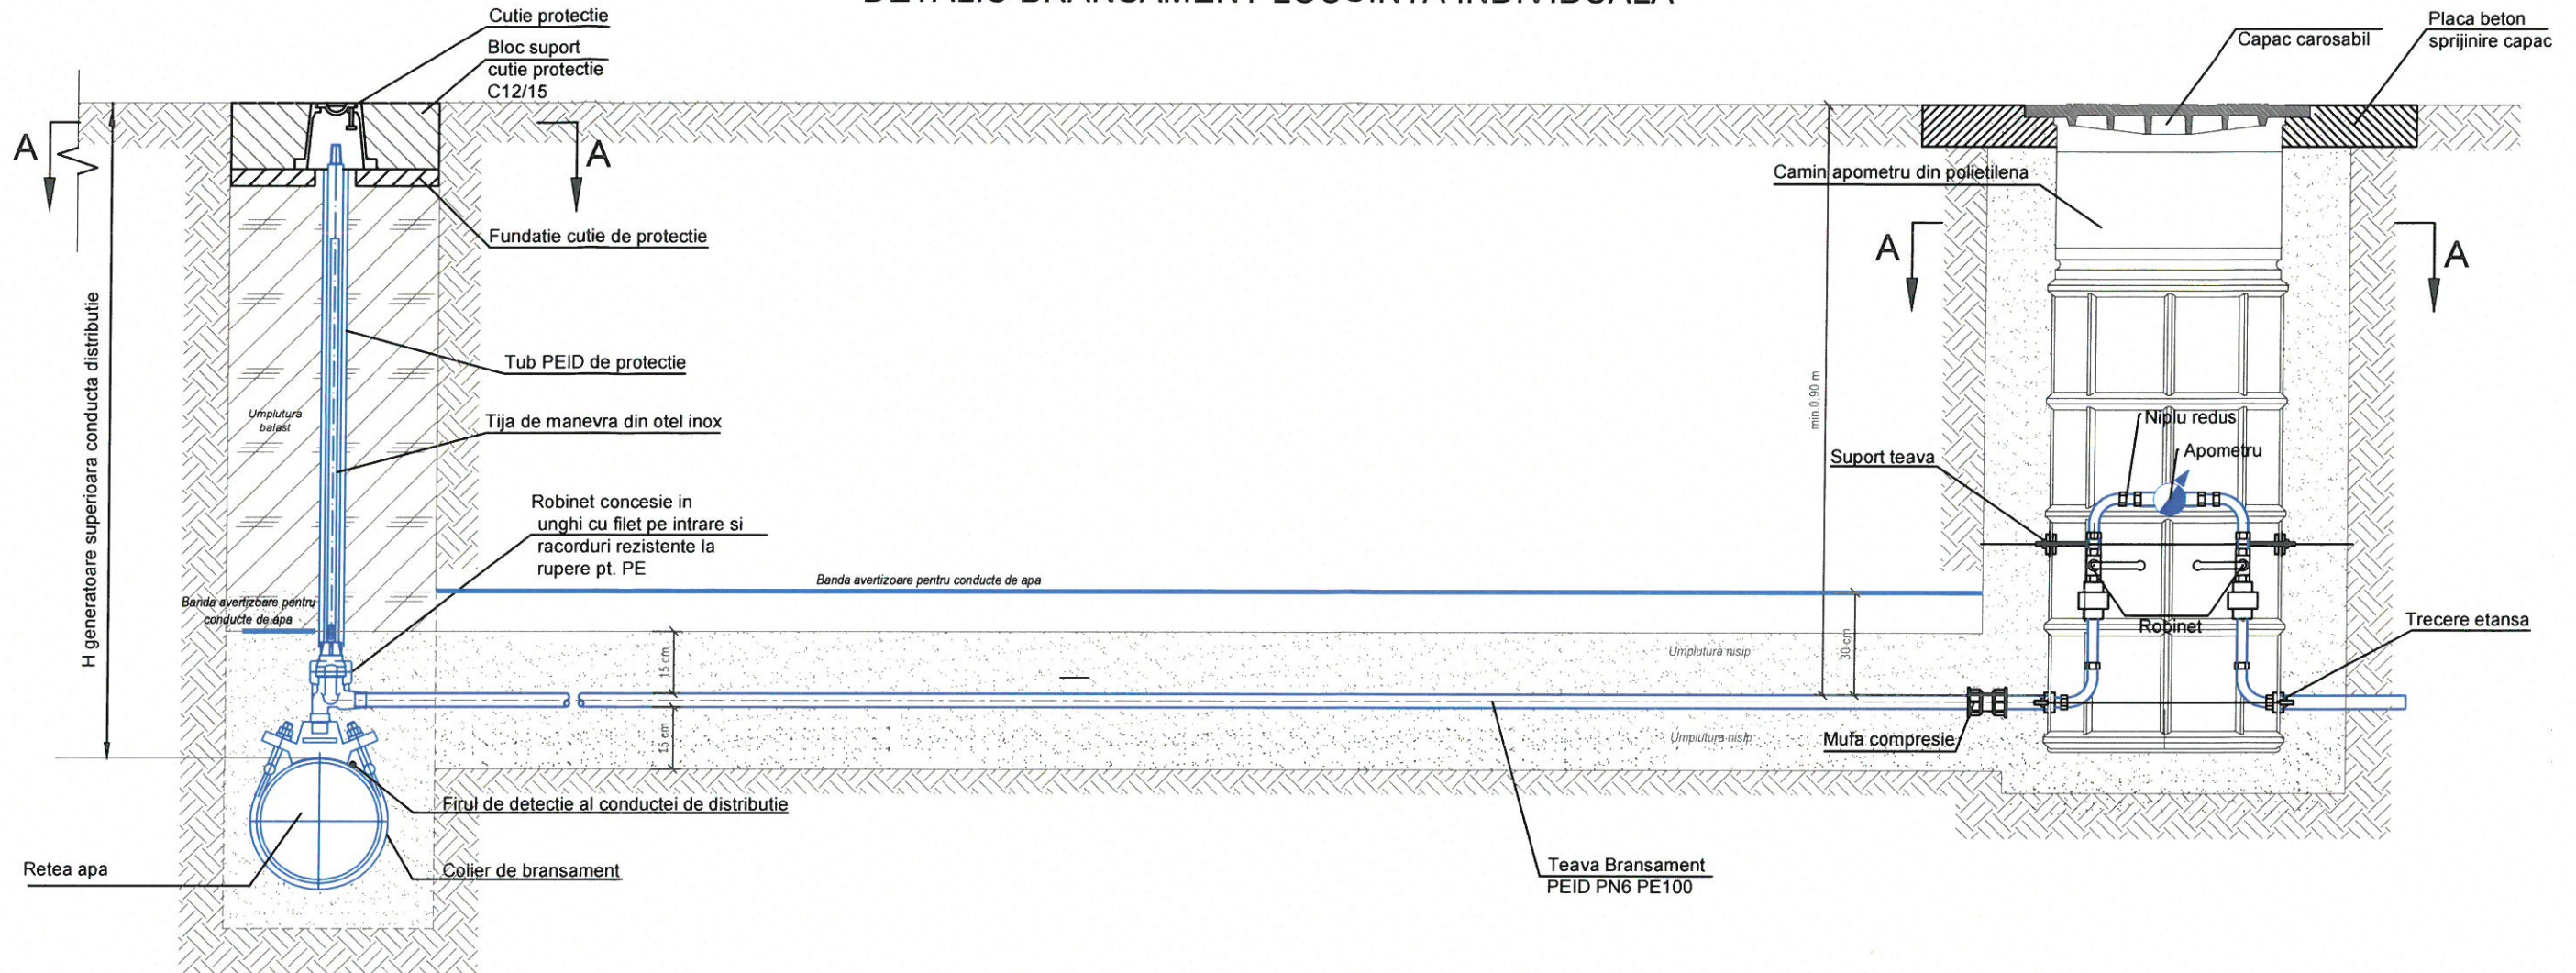 DETALIU BRANSAMENT LOCUINTA INDIVIDUALA
Cutie protectie
Bloc suport
cutie protectie
C12/15
Capac carosabil
Placa beton
sprijinire capac
A
A
Camin apometru din polietilena
Fundatie cutie de protectie
A
A
H generatoare superioara conducta distributie
Tub PEID de protectie
min.0,90 m
Umplutura
balast
Tija de manevra din otel inox
Niplu redus
Apometru
Suport teava
Robinet concesie in
unghi cu filet pe intrare si
racorduri rezistente la
rupere pt. PE
Banda avertizoare pentru conducte de apa
Banda avertizoare pentru
conducte de apa
Robinet
Trecere etansa
15 cm
Umplutura nisip
30 cm
15 cm
Umplutura nisip
Mufa compresie
Firul de detectie al conductei de distributie
Retea apa
Colier de bransament
Teava Bransament
PEID PN6 PE100